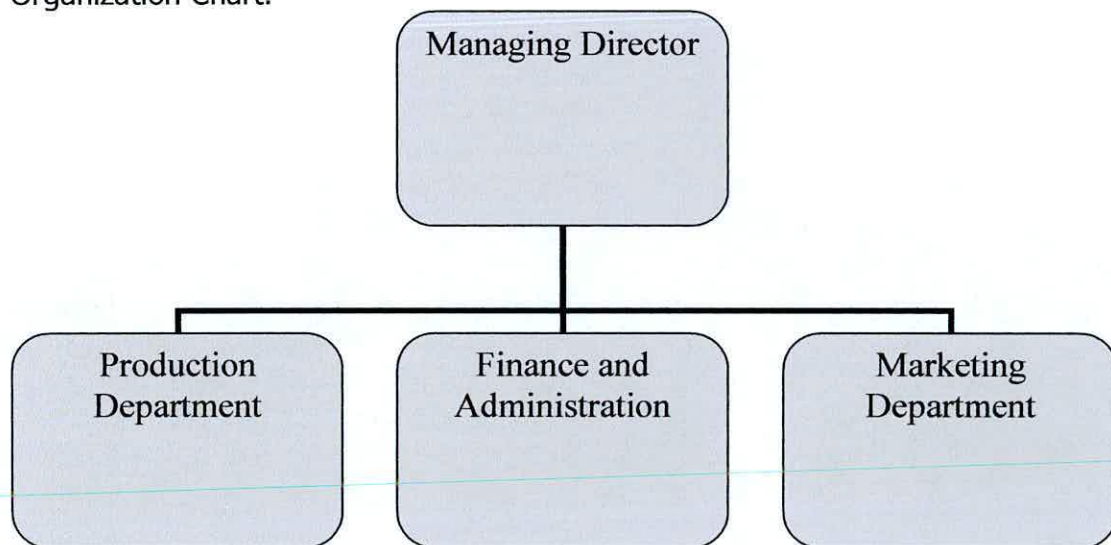 Organization Chart:
Managing Director
Production
Department
Finance and
Administration
Marketing
Department